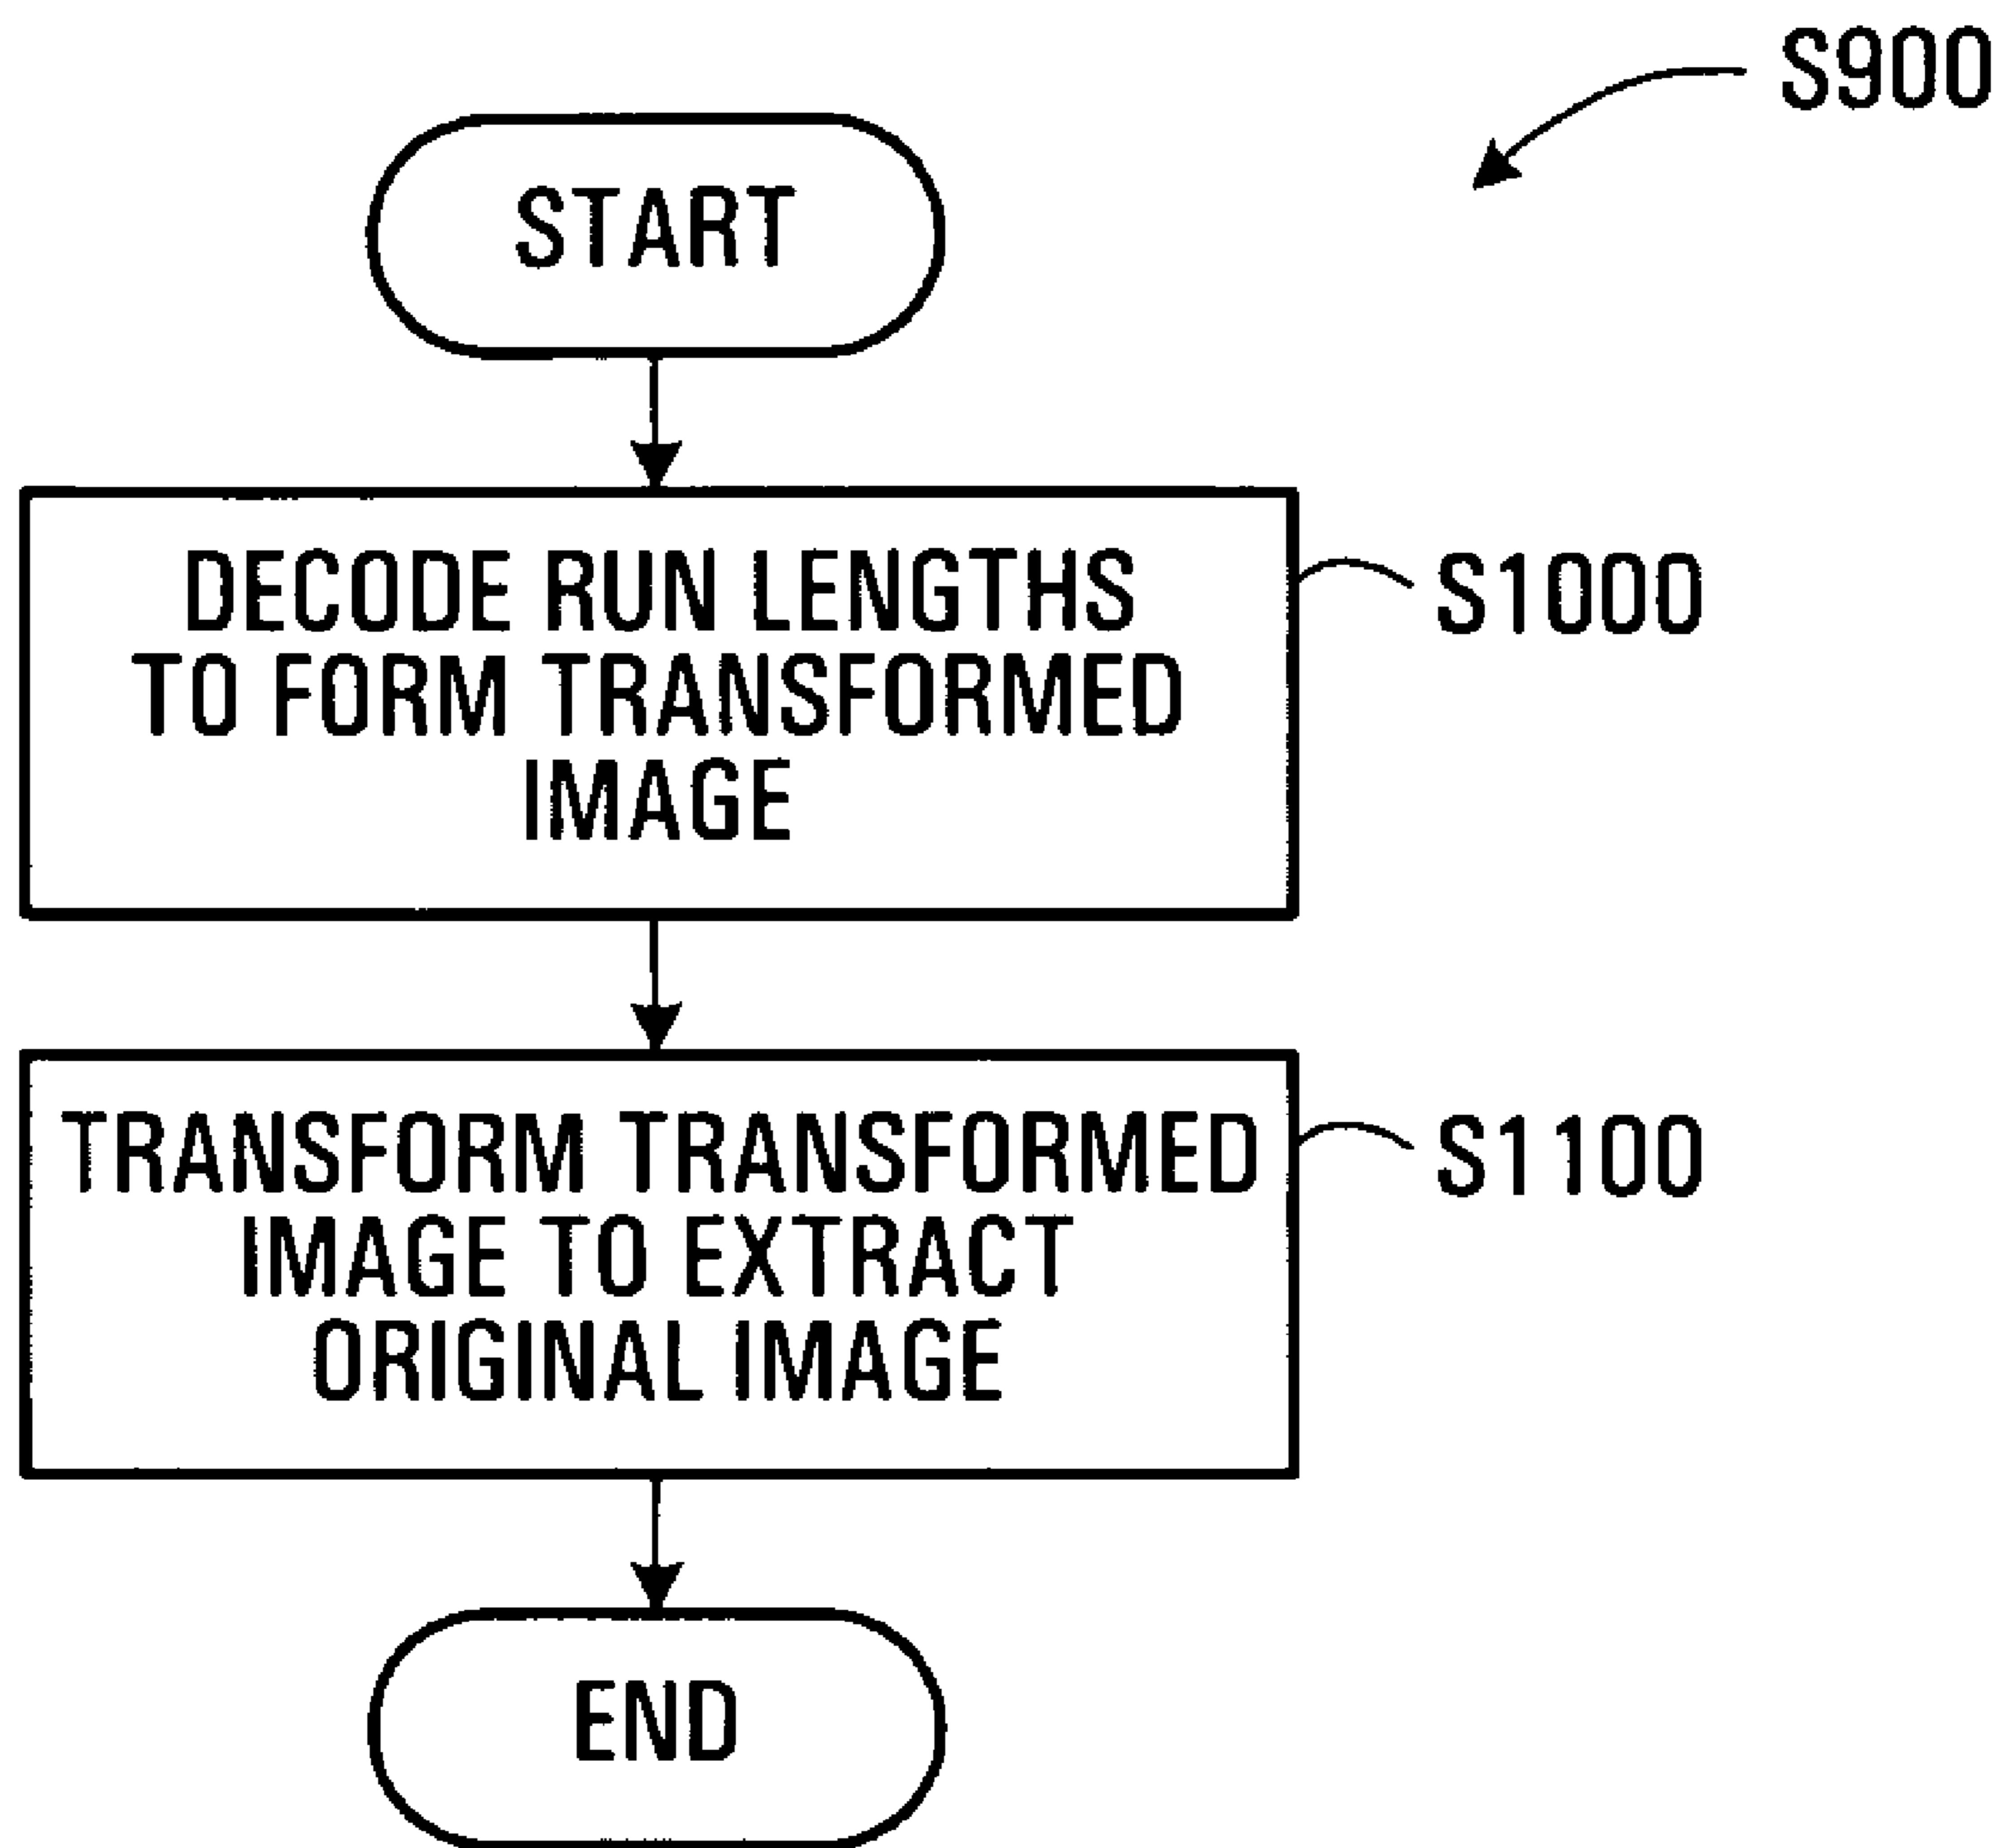 S900
START
DECODE RUN LENGTHS
TO FORM TRANSFORMED
IMAGE
S1000
TRANSFORM TRANSFORMED
IMAGE TO EXTRACT
ORIGINAL IMAGE
S1100
END